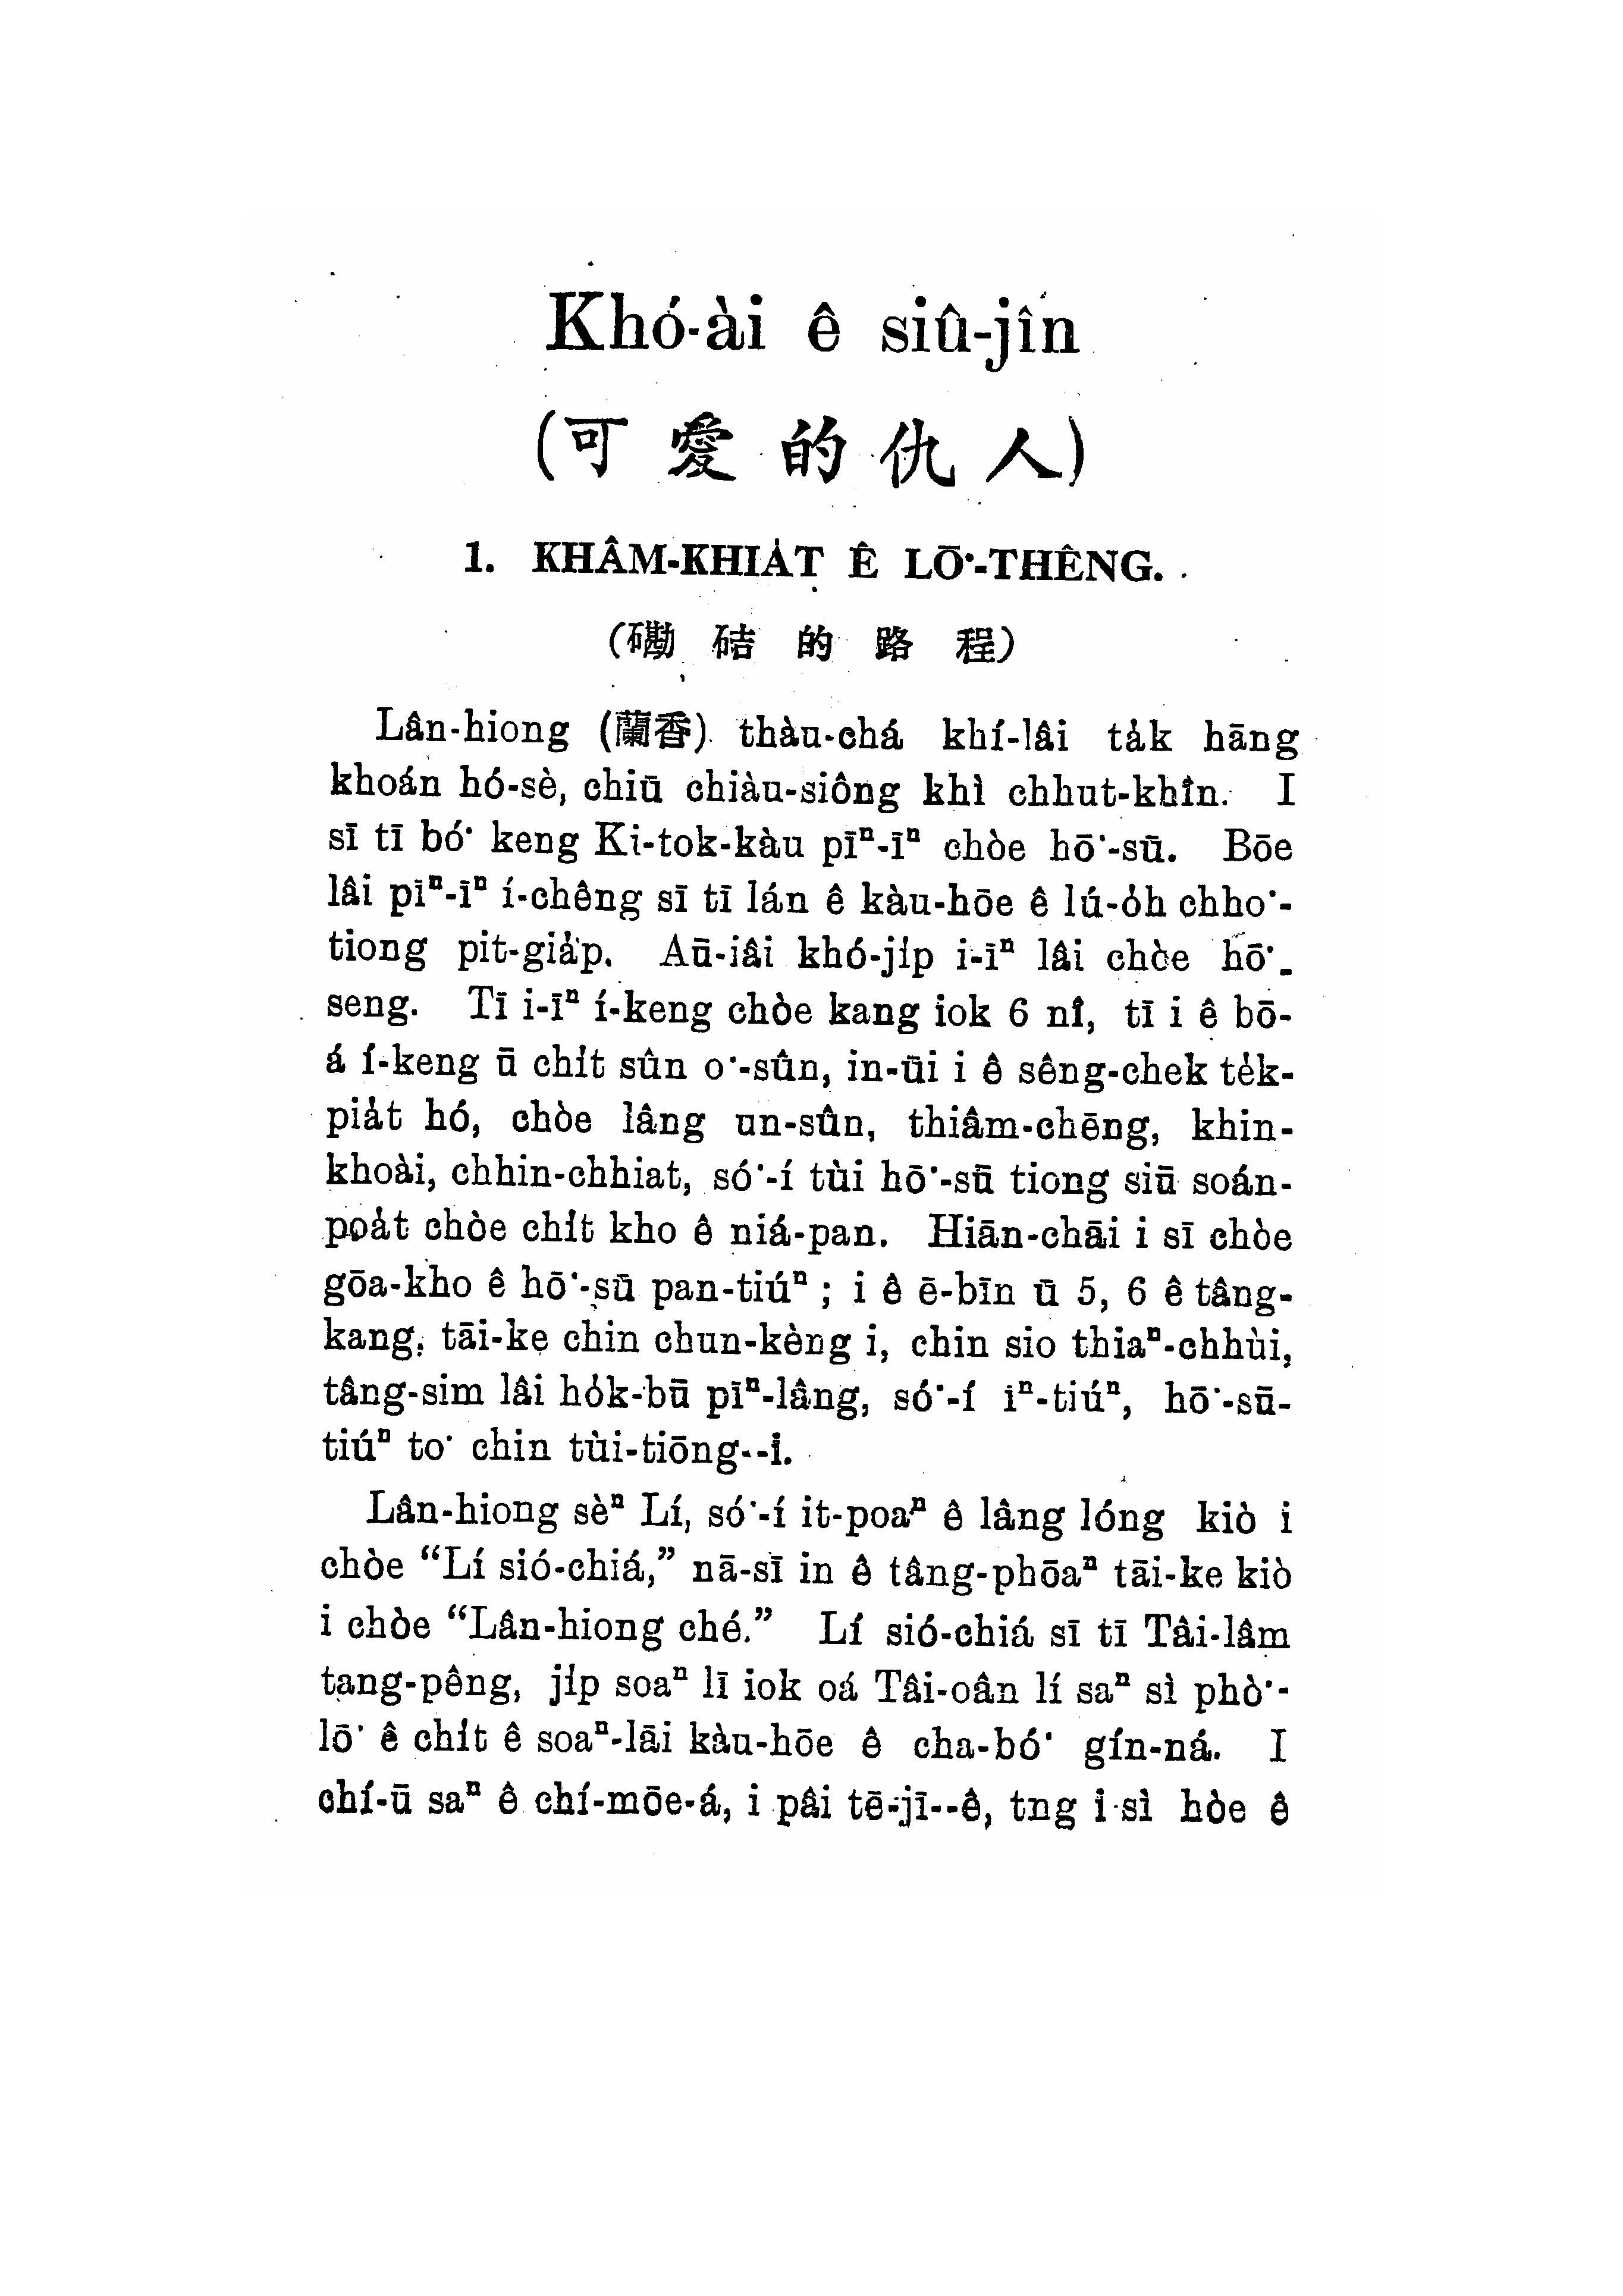 Khó-ài ê siû-jîn
(可愛的仇人)
1. KHÂM-KHIA̍T Ê LŌ͘-THÊNG.
(磡硈的路程)
Lân-hiong (蘭香) thàu-chá khí-lâi ta̍k hāng
khoán hó-sè, chiū chiàu-siông khì chhut-khîn. I
sī tī bó͘ keng Ki-tok-kàu pīⁿ-īⁿ chòe hō͘-sū. Bōe
lâi pīⁿ-īⁿ í-chêng sī tī lán ê kàu-hōe ê lú-o̍h chho͘-
tiong pit-gia̍p. Aū-lâi khó-ji̍p i-īⁿ lâi chòe hō͘-
seng. Tī i-īⁿ í-keng chòe kang iok 6 nî, tī i ê bō-
á í-keng ū chi̍t sûn o͘-sûn, in-ūi i ê sêng-chek te̍k-
pia̍t hó, chòe lâng un-sûn, thiâm-chēng, khin-
khoài, chhin-chhiat, só͘-í tùi hō͘-sū tiong siū soán-
poa̍t chòe chi̍t kho ê niá-pan. Hiān-chāi i sī chòe
gōa-kho ê hō͘-sū pan-tiúⁿ; i ê ē-bīn ū 5, 6 ê tâng-
kang, tāi-ke chin chun-kèng i, chin sio thiaⁿ-chhùi,
tâng-sim lâi ho̍k-bū pīⁿ-lâng, só͘-í īⁿ-tiúⁿ, hō͘-sū-
tiúⁿ to͘ chin tùi-tiōng--i.
Lân-hiong sèⁿ Lí, só͘-í it-poaⁿ ê lâng lóng kiò i
chòe “Lí sió-chiá,” nā-sī in ê tâng-phōaⁿ tāi-ke kiò
i chòe “Lân-hiong ché.” Lí sió-chiá sī tī Tâi-lâm
tang-pêng, ji̍p soaⁿ lī iok oá Tâi-oân lí saⁿ sì phò͘-
lō͘ ê chi̍t ê soaⁿ-lāi kàu-hōe ê cha-bó͘ gín-ná. I
chí-ū saⁿ ê chí-mōe-á, i pâi tē-jī--ê, tng i sì hòe ê